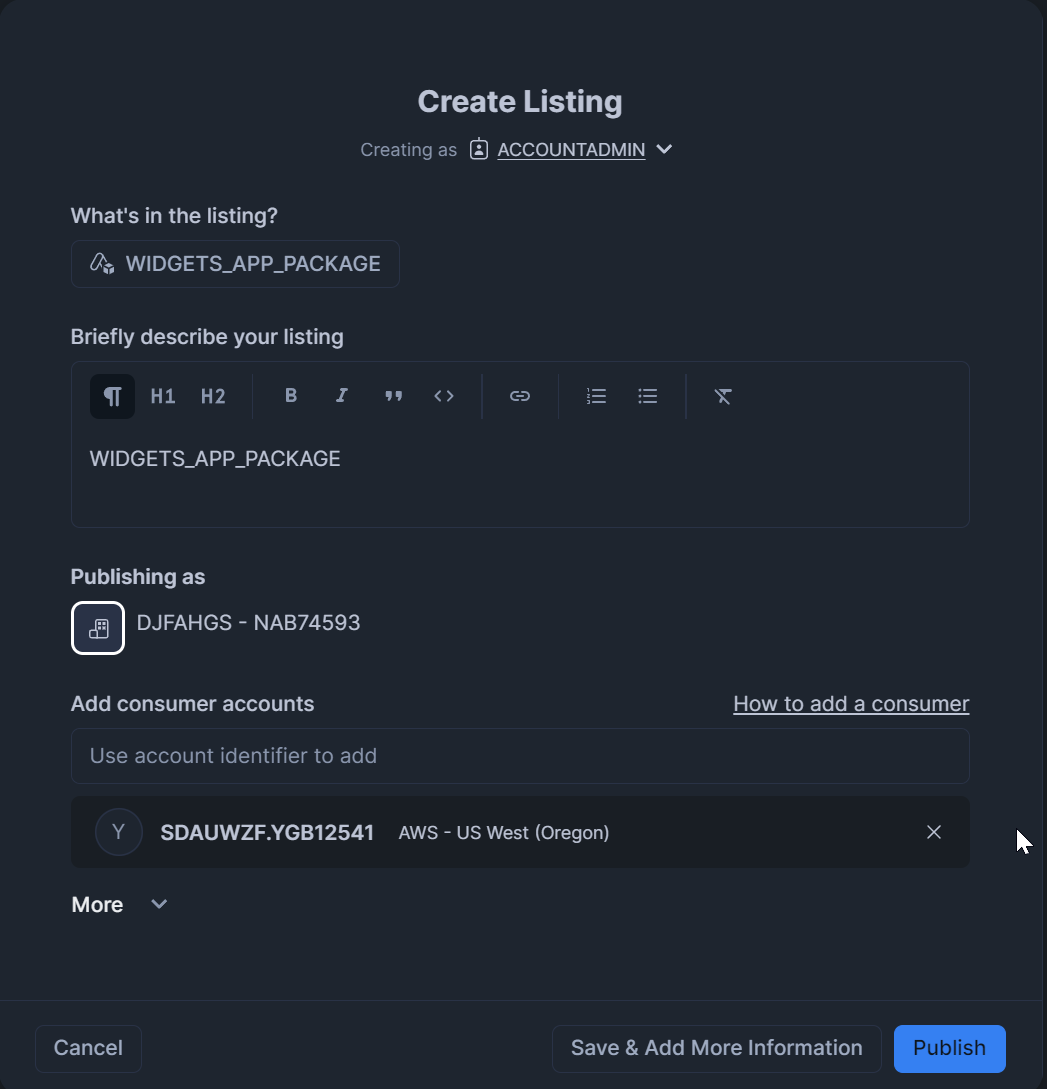 Create Listing
Creating as ACCOUNTADMIN
What's in the listing?
WIDGETS_APP_PACKAGE
Briefly describe your listing
¶ H1 H2 B I " <>
WIDGETS_APP_PACKAGE
Publishing as
DJFAHGS - NAB74593
Add consumer accounts How to add a consumer
Use account identifier to add
Y SDAUWZF.YGB12541 AWS - US West (Oregon)
More
Cancel Save & Add More Information Publish